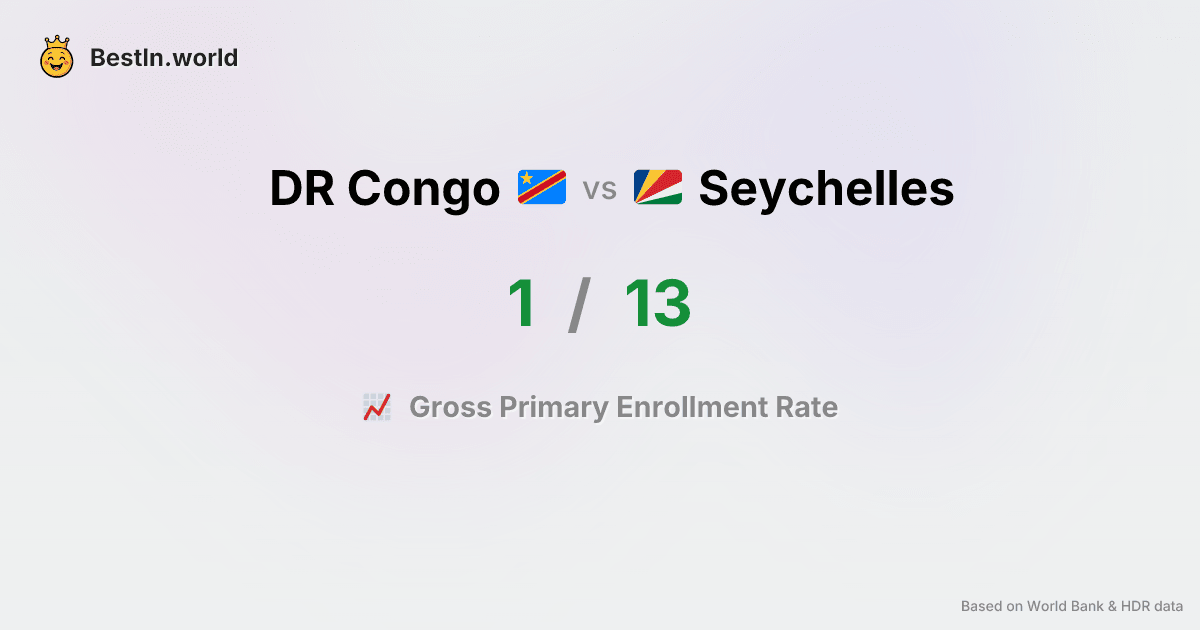 BestIn.world
DR Congo vs Seychelles
1 / 13
Gross Primary Enrollment Rate
Based on World Bank & HDR data